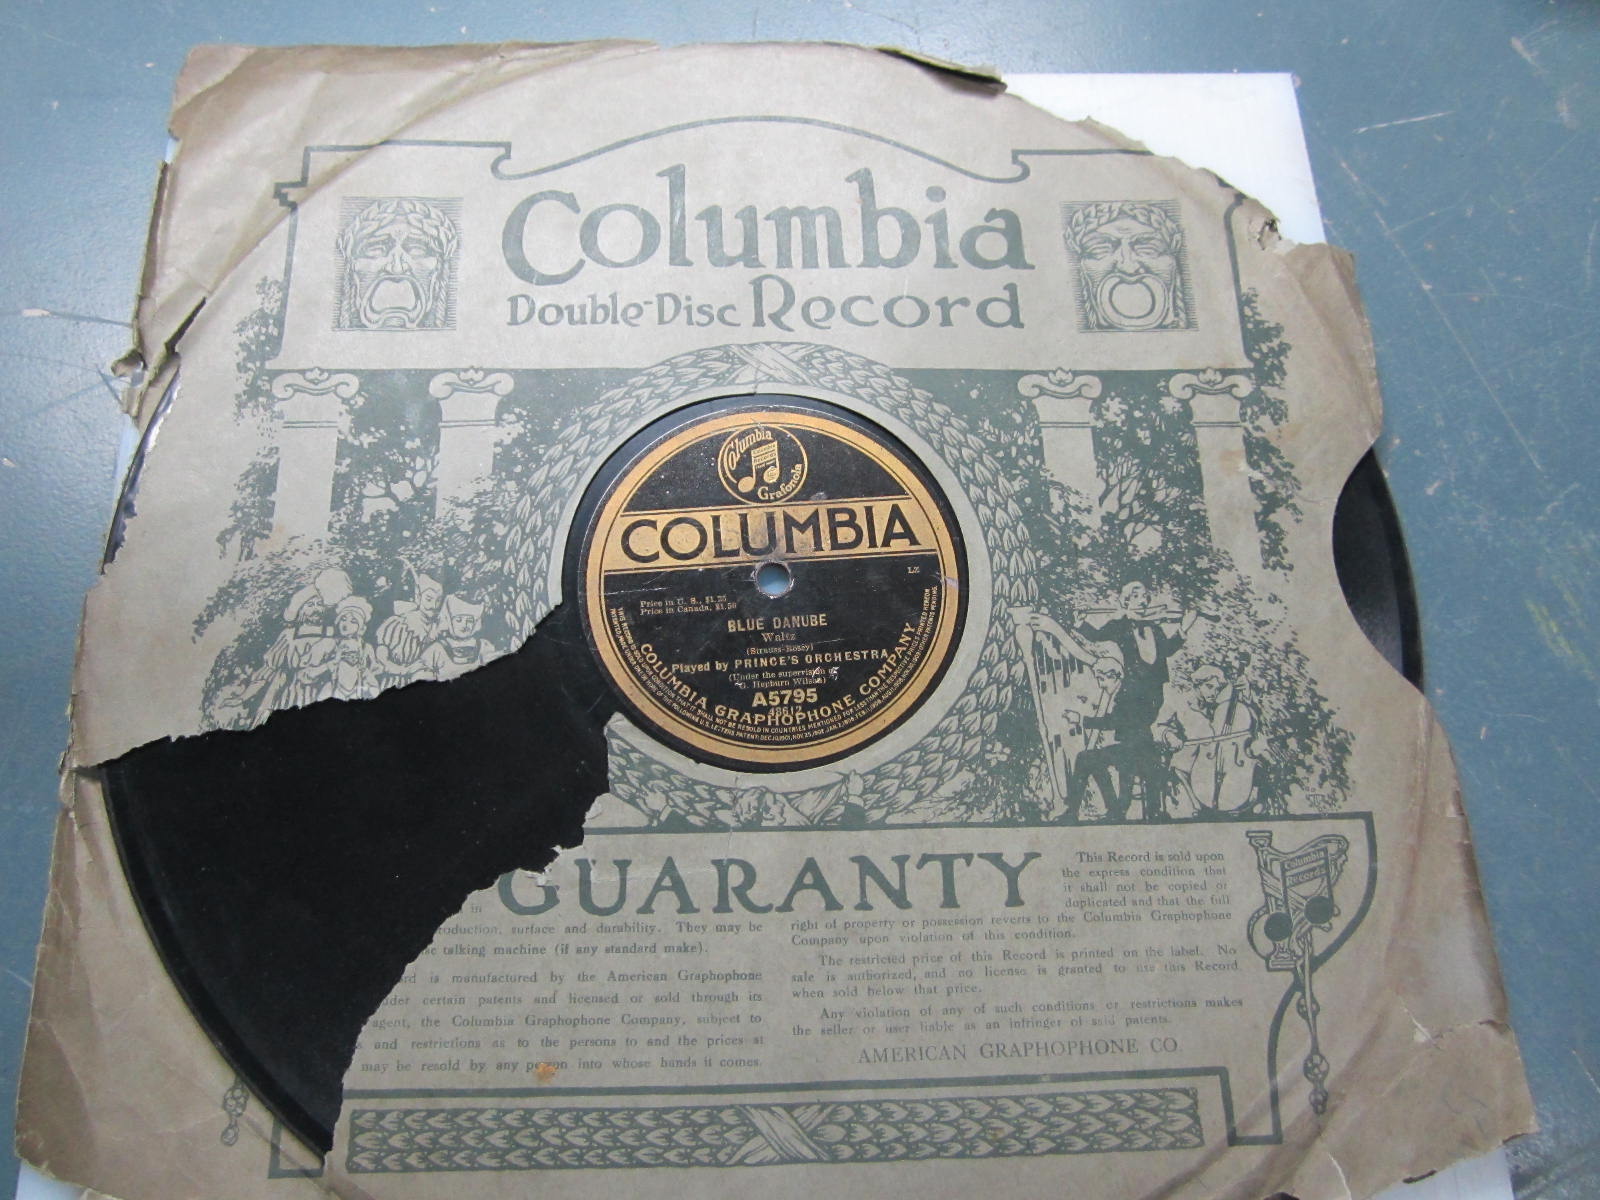 Columbia
Double-Disc Record
Columbia
Grafonola
COLUMBIA
LZ
Price in U. S., $1.25
Price in Canada, $1.50
BLUE DANUBE
Waltz
(Strauss-Rosey)
Played by PRINCE'S ORCHESTRA
(Under the supervision of
G. Hepburn Wilson)
A5795
48612
COLUMBIA GRAPHOPHONE COMPANY
GUARANTY
in
roduction, surface and durability. They may be
talking machine (if any standard make).
is manufactured by the American Graphophone
certain patents and licensed or sold through its
agent, the Columbia Graphophone Company, subject to
and restrictions as to the persons to and the prices at
may be resold by any person into whose hands it comes.
This Record is sold upon
the express condition that
it shall not be copied or
duplicated and that the full
right of property or possession reverts to the Columbia Graphophone
Company upon violation of this condition.
The restricted price of this Record is printed on the label. No
sale is authorized, and no license is granted to use this Record
when sold below that price.
Any violation of any of such conditions or restrictions makes
the seller or user liable as an infringer of said patents.
AMERICAN GRAPHOPHONE CO.
Columbia
Records